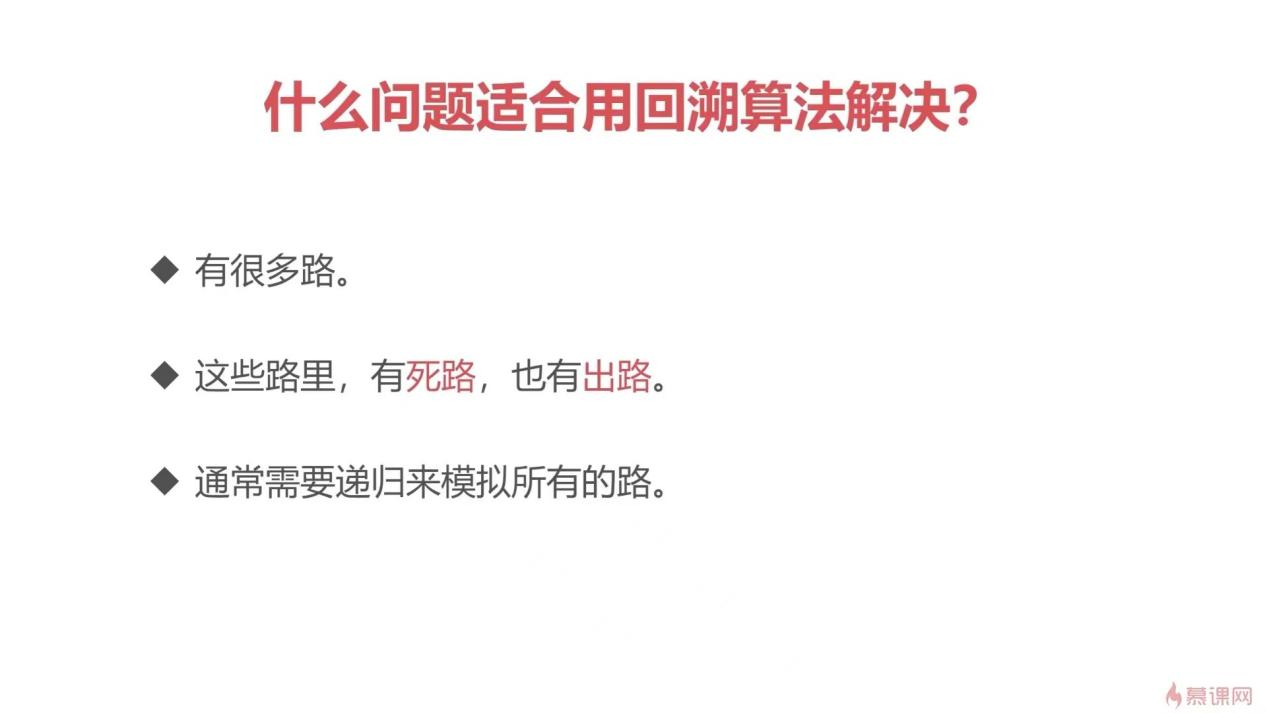 什么问题适合用回溯算法解决？
◆ 有很多路。
◆ 这些路里，有死路，也有出路。
◆ 通常需要递归来模拟所有的路。
慕课网